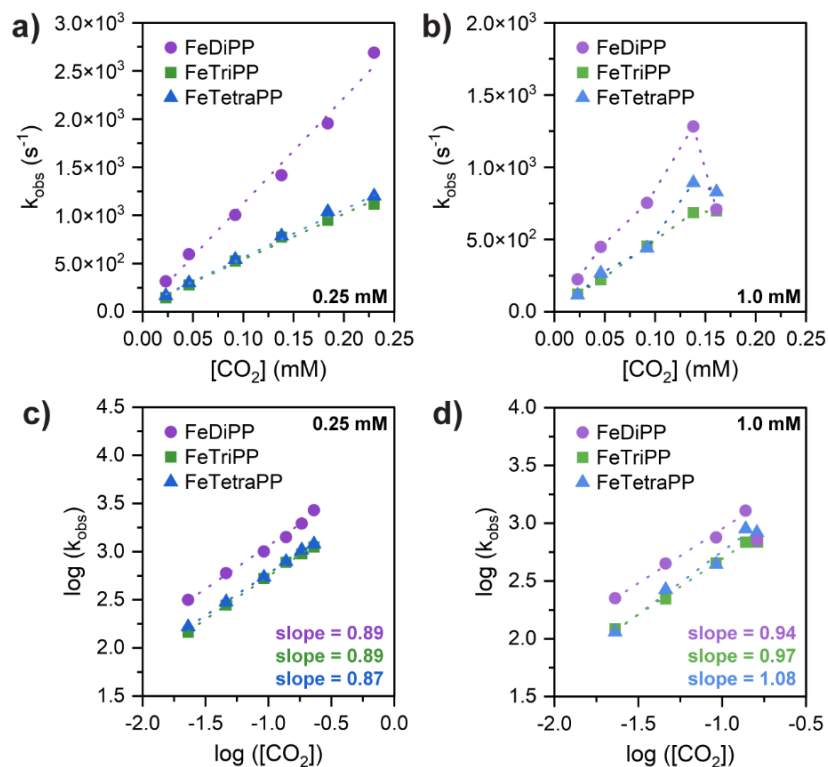 a)
3.0×10³
2.5×10³
2.0×10³
1.5×10³
1.0×10³
5.0×10²
0.0
k_obs (s⁻¹)
FeDiPP
FeTriPP
FeTetraPP
0.25 mM
0.00 0.05 0.10 0.15 0.20 0.25
[CO₂] (mM)
b)
2.0×10³
1.5×10³
1.0×10³
5.0×10²
0.0
k_obs (s⁻¹)
FeDiPP
FeTriPP
FeTetraPP
1.0 mM
0.00 0.05 0.10 0.15 0.20 0.25
[CO₂] (mM)
c)
4.5
4.0
3.5
3.0
2.5
2.0
1.5
log (k_obs)
FeDiPP
FeTriPP
FeTetraPP
0.25 mM
slope = 0.89
slope = 0.89
slope = 0.87
-2.0 -1.5 -1.0 -0.5 0.0
log ([CO₂])
d)
4.0
3.5
3.0
2.5
2.0
1.5
log (k_obs)
FeDiPP
FeTriPP
FeTetraPP
1.0 mM
slope = 0.94
slope = 0.97
slope = 1.08
-2.0 -1.5 -1.0 -0.5
log ([CO₂])